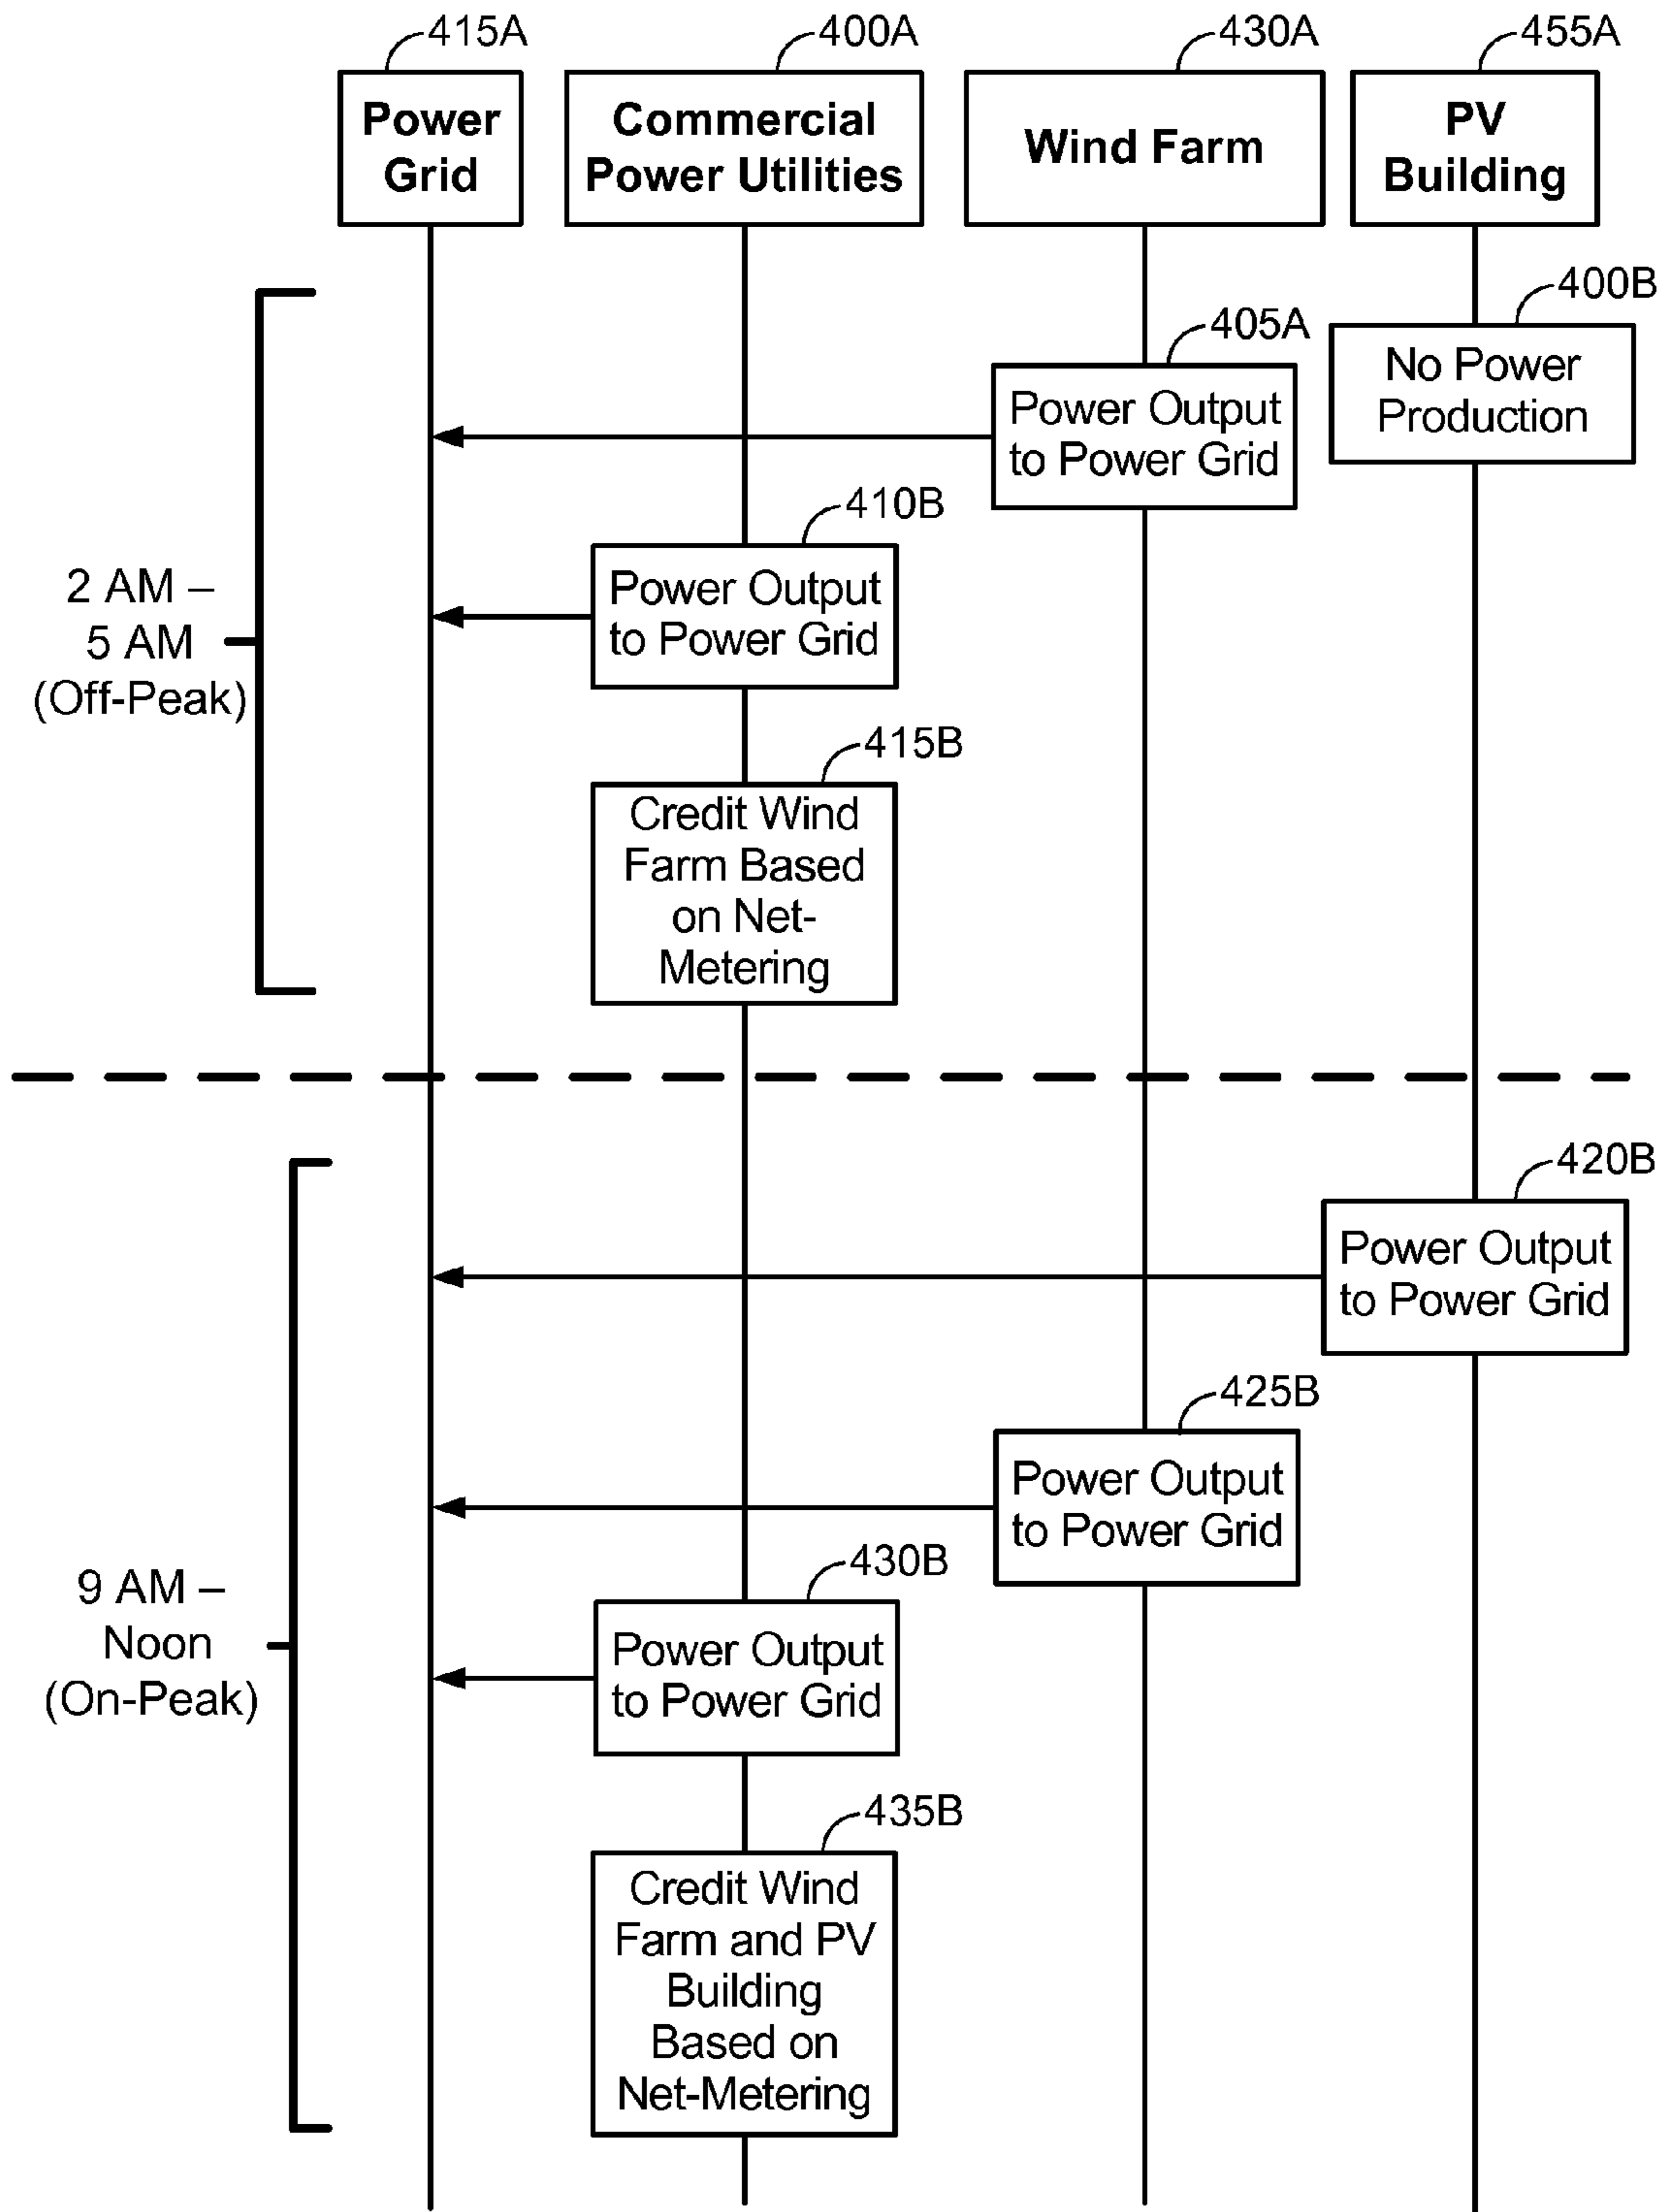 415A
400A
430A
455A
Power
Grid
Commercial
Power Utilities
Wind Farm
PV
Building
400B
No Power
Production
405A
Power Output
to Power Grid
410B
Power Output
to Power Grid
2 AM –
5 AM
(Off-Peak)
415B
Credit Wind
Farm Based
on Net-
Metering
420B
Power Output
to Power Grid
425B
Power Output
to Power Grid
430B
Power Output
to Power Grid
9 AM –
Noon
(On-Peak)
435B
Credit Wind
Farm and PV
Building
Based on
Net-Metering